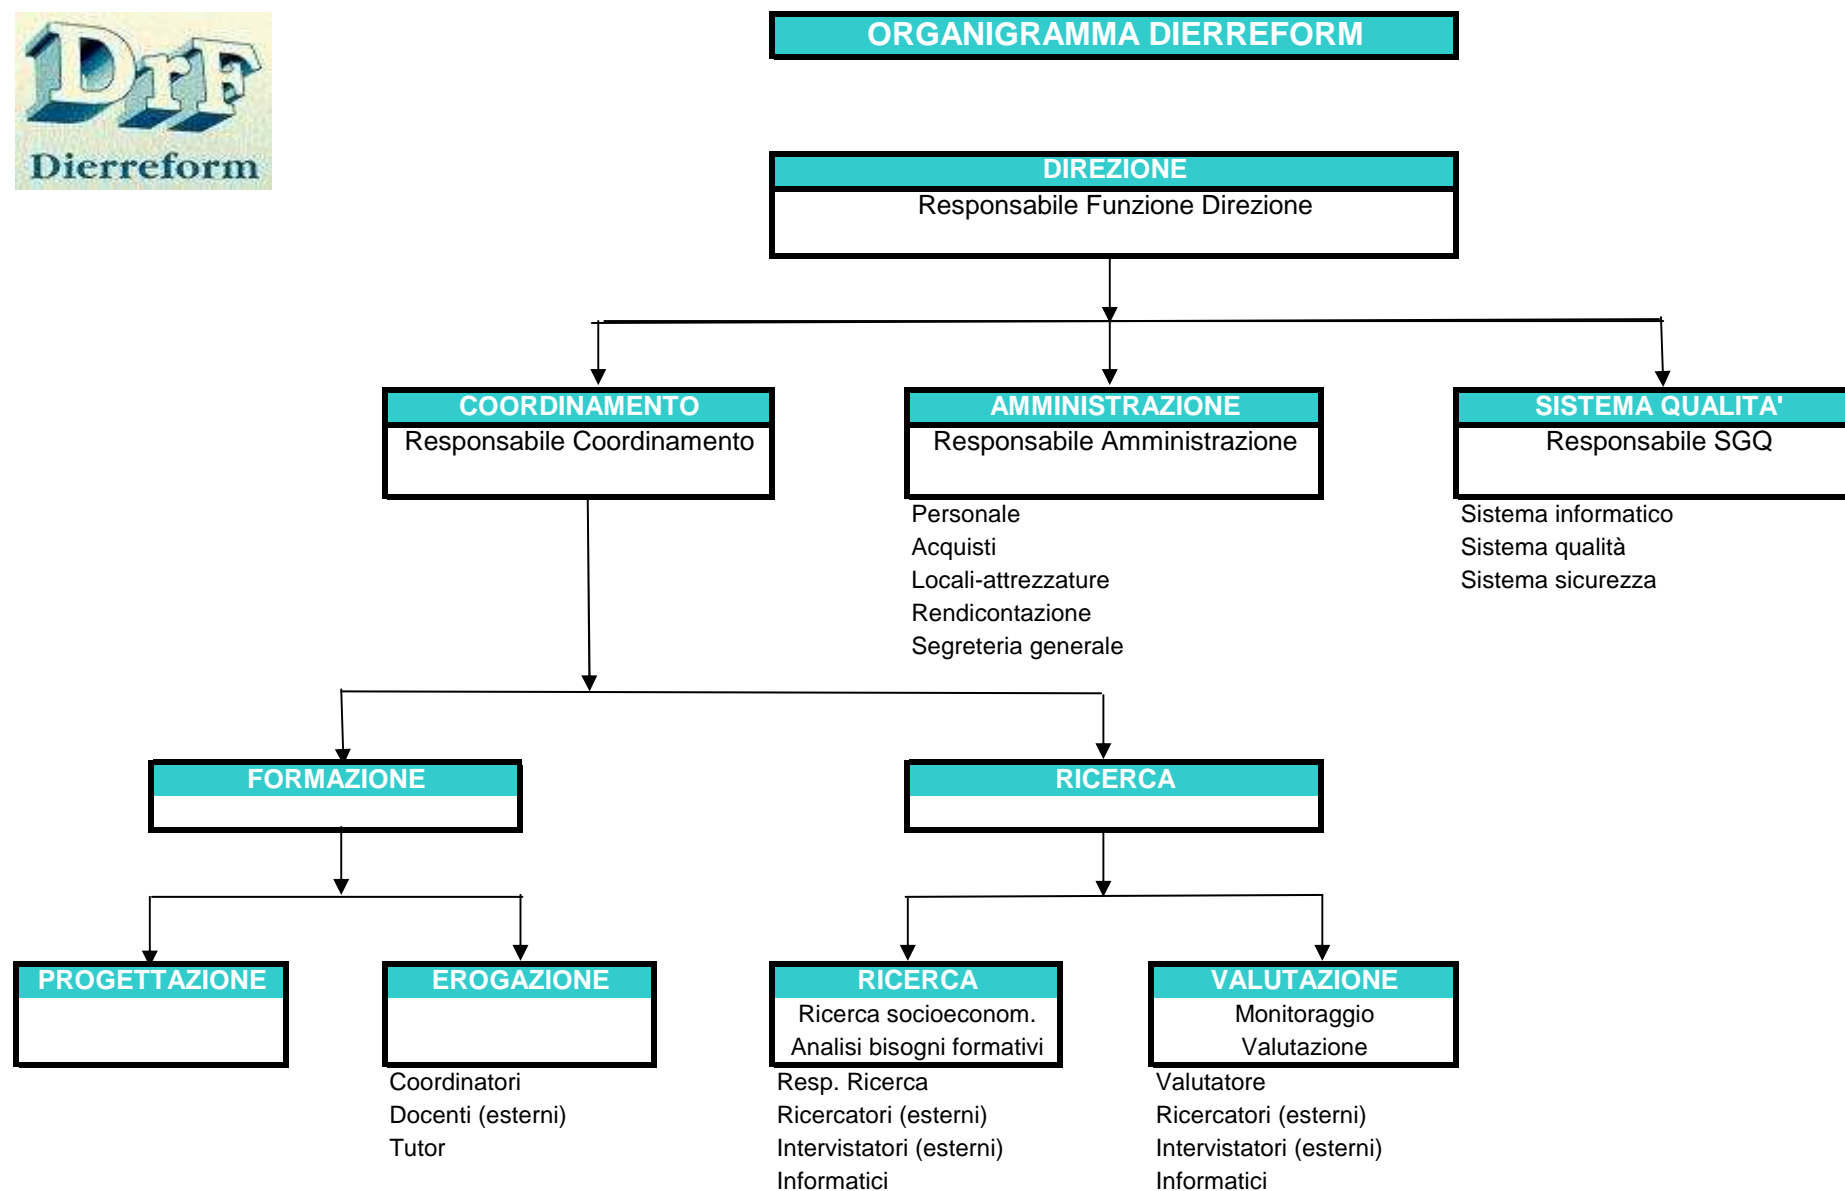 DrF
Dierreform
ORGANIGRAMMA DIERREFORM
DIREZIONE
Responsabile Funzione Direzione
COORDINAMENTO
Responsabile Coordinamento
AMMINISTRAZIONE
Responsabile Amministrazione
Personale
Acquisti
Locali-attrezzature
Rendicontazione
Segreteria generale
SISTEMA QUALITA'
Responsabile SGQ
Sistema informatico
Sistema qualità
Sistema sicurezza
FORMAZIONE
RICERCA
PROGETTAZIONE
EROGAZIONE
Coordinatori
Docenti (esterni)
Tutor
RICERCA
Ricerca socioeconom.
Analisi bisogni formativi
Resp. Ricerca
Ricercatori (esterni)
Intervistatori (esterni)
Informatici
VALUTAZIONE
Monitoraggio
Valutazione
Valutatore
Ricercatori (esterni)
Intervistatori (esterni)
Informatici